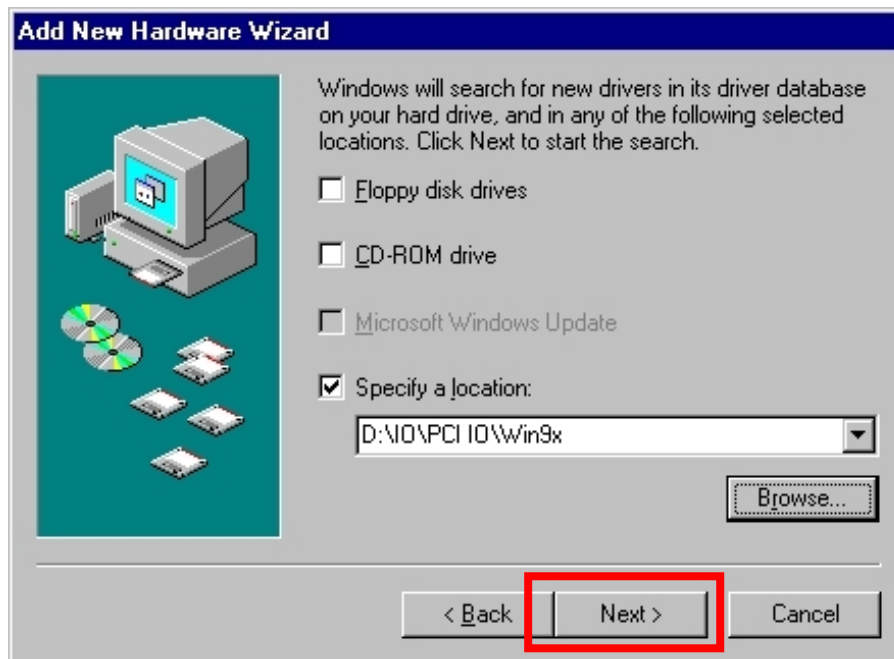 Add New Hardware Wizard
Windows will search for new drivers in its driver database
on your hard drive, and in any of the following selected
locations. Click Next to start the search.
Floppy disk drives
CD-ROM drive
Microsoft Windows Update
Specify a location:
D:\IO\PCI IO\Win9x
Browse...
< Back
Next >
Cancel